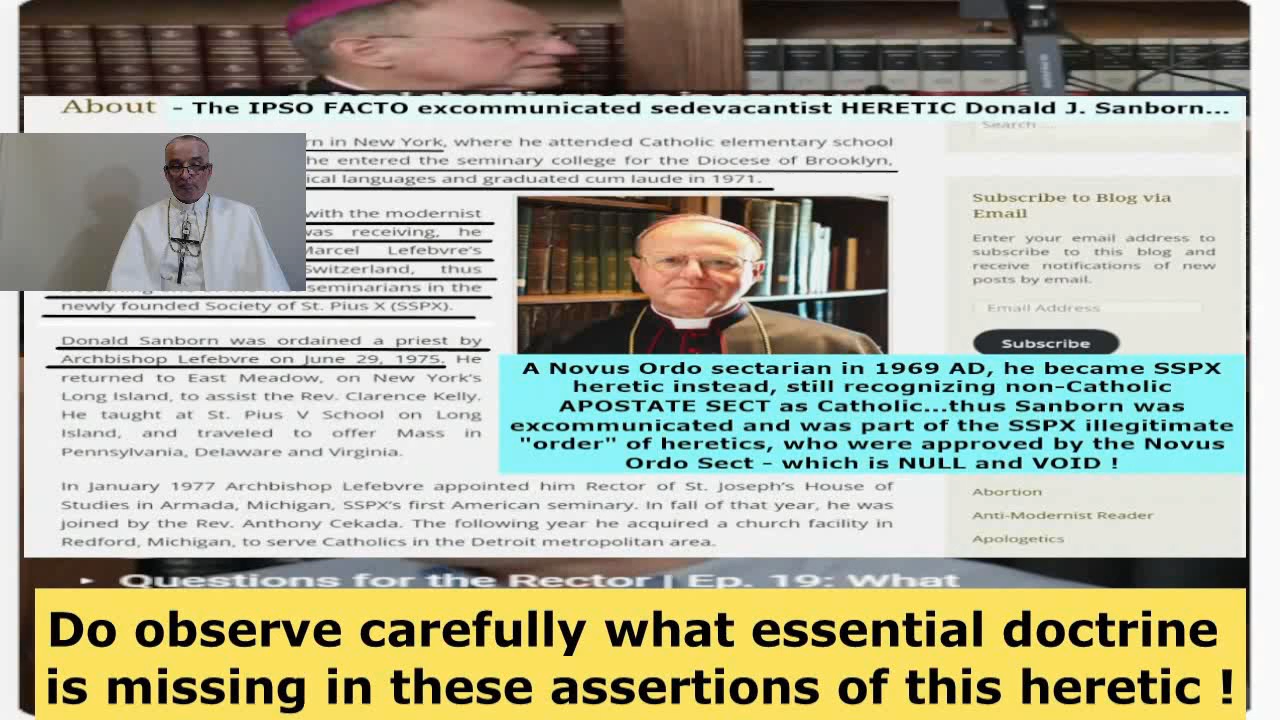 About - The IPSO FACTO excommunicated sedevacantist HERETIC Donald J. Sanborn...
Search ...
rn in New York, where he attended Catholic elementary school
he entered the seminary college for the Diocese of Brooklyn,
ical languages and graduated cum laude in 1971.
with the modernist
was receiving, he
Marcel Lefebvre's
Switzerland, thus
seminarians in the
newly founded Society of St. Pius X (SSPX).
Donald Sanborn was ordained a priest by
Archbishop Lefebvre on June 29, 1975. He
returned to East Meadow, on New York's
Long Island, to assist the Rev. Clarence Kelly.
He taught at St. Pius V School on Long
Island, and traveled to offer Mass in
Pennsylvania, Delaware and Virginia.
In January 1977 Archbishop Lefebvre appointed him Rector of St. Joseph's House of
Studies in Armada, Michigan, SSPX's first American seminary. In fall of that year, he was
joined by the Rev. Anthony Cekada. The following year he acquired a church facility in
Redford, Michigan, to serve Catholics in the Detroit metropolitan area.
Subscribe to Blog via
Email
Enter your email address to
subscribe to this blog and
receive notifications of new
posts by email.
Email Address
Subscribe
A Novus Ordo sectarian in 1969 AD, he became SSPX
heretic instead, still recognizing non-Catholic
APOSTATE SECT as Catholic...thus Sanborn was
excommunicated and was part of the SSPX illegitimate
"order" of heretics, who were approved by the Novus
Ordo Sect - which is NULL and VOID !
Abortion
Anti-Modernist Reader
Apologetics
Questions for the Rector | Ep. 19: What
Do observe carefully what essential doctrine
is missing in these assertions of this heretic !